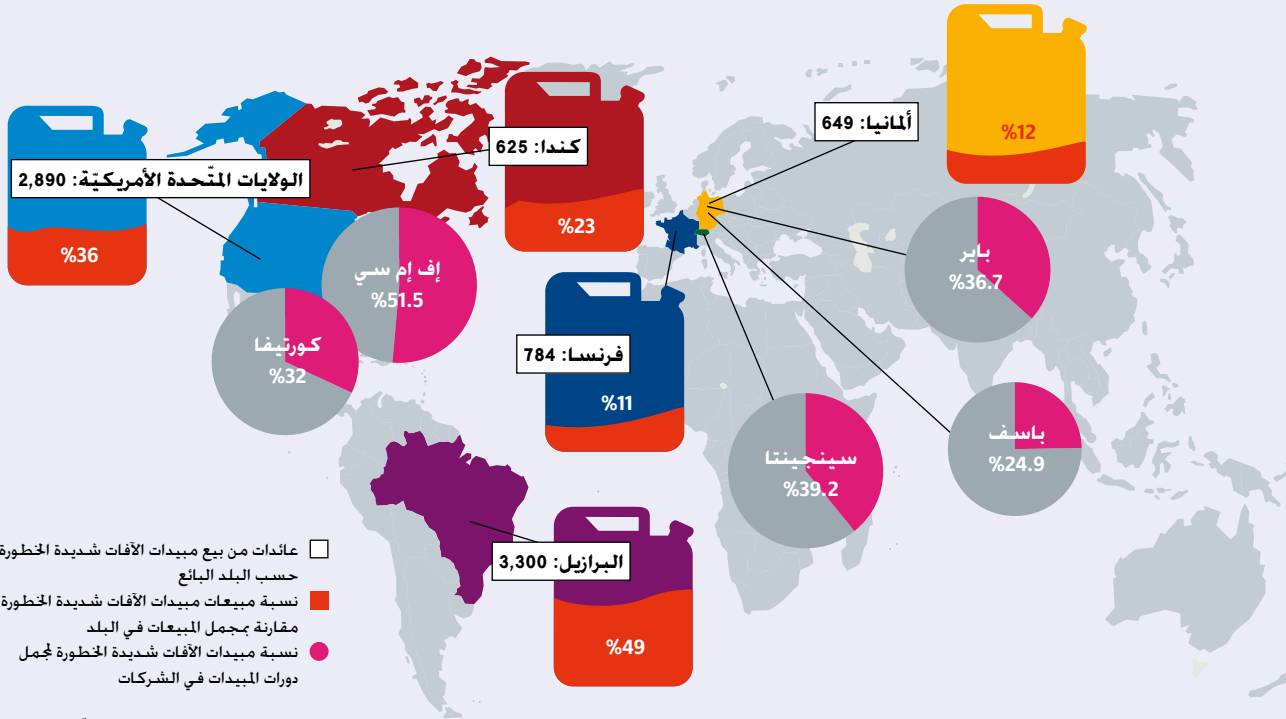 %12
ألمانيا: 649
كندا: 625
الولايات المتّحدة الأمريكيّة: 2,890
%23
%36
باير
%36.7
إف إم سي
%51.5
كورتيفا
%32
فرنسا: 784
%11
باسف
%24.9
سينجينتا
%39.2
البرازيل: 3,300
%49
عائدات من بيع مبيدات الآفات شديدة الخطورة
حسب البلد البائع
نسبة مبيعات مبيدات الآفات شديدة الخطورة
مقارنة بمجمل المبيعات في البلد
نسبة مبيدات الآفات شديدة الخطورة لمجمل
دورات المبيدات في الشركات